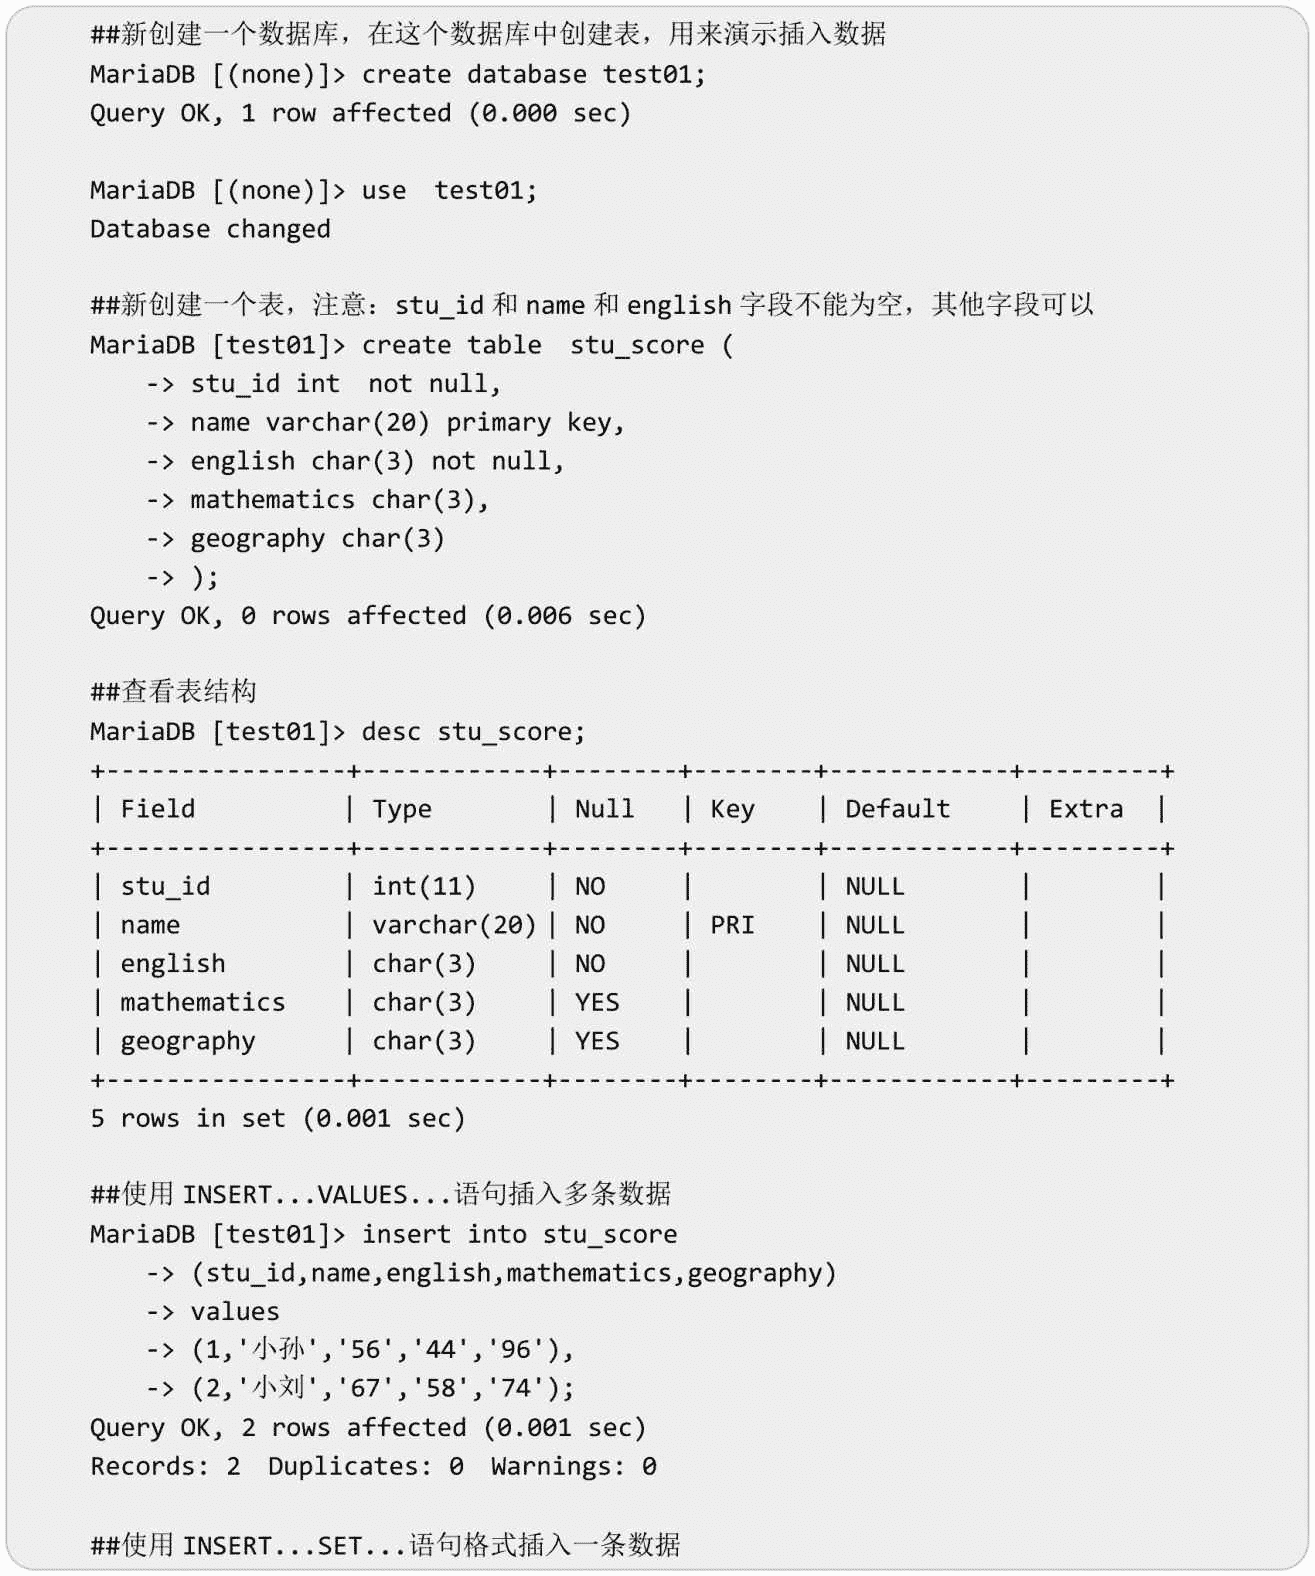 ##新创建一个数据库，在这个数据库中创建表，用来演示插入数据
MariaDB [(none)]> create database test01;
Query OK, 1 row affected (0.000 sec)
MariaDB [(none)]> use  test01;
Database changed
##新创建一个表，注意：stu_id 和 name 和 english 字段不能为空，其他字段可以
MariaDB [test01]> create table  stu_score (
    -> stu_id int  not null,
    -> name varchar(20) primary key,
    -> english char(3) not null,
    -> mathematics char(3),
    -> geography char(3)
    -> );
Query OK, 0 rows affected (0.006 sec)
##查看表结构
MariaDB [test01]> desc stu_score;
+----------------+------------+--------+--------+------------+---------+
| Field          | Type       | Null   | Key    | Default    | Extra  |
+----------------+------------+--------+--------+------------+---------+
| stu_id         | int(11)    | NO     |        | NULL       |        |
| name           | varchar(20) | NO     | PRI    | NULL       |        |
| english        | char(3)    | NO     |        | NULL       |        |
| mathematics    | char(3)    | YES    |        | NULL       |        |
| geography      | char(3)    | YES    |        | NULL       |        |
+----------------+------------+--------+--------+------------+---------+
5 rows in set (0.001 sec)
##使用 INSERT...VALUES...语句插入多条数据
MariaDB [test01]> insert into stu_score
    -> (stu_id,name,english,mathematics,geography)
    -> values
    -> (1,'小孙','56','44','96'),
    -> (2,'小刘','67','58','74');
Query OK, 2 rows affected (0.001 sec)
Records: 2  Duplicates: 0  Warnings: 0
##使用 INSERT...SET...语句格式插入一条数据